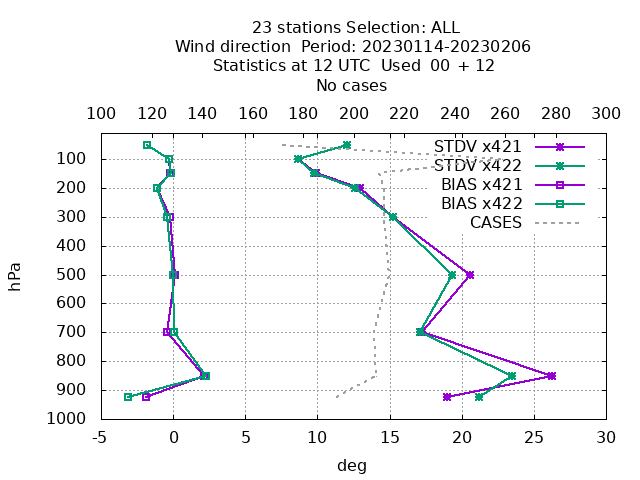 23 stations Selection: ALL
Wind direction  Period: 20230114-20230206
Statistics at 12 UTC  Used  00 + 12
No cases
100 120 140 160 180 200 220 240 260 280 300
STDV x421
STDV x422
BIAS x421
BIAS x422
CASES
100
200
300
400
500
600
700
800
900
1000
hPa
-5 0 5 10 15 20 25 30
deg